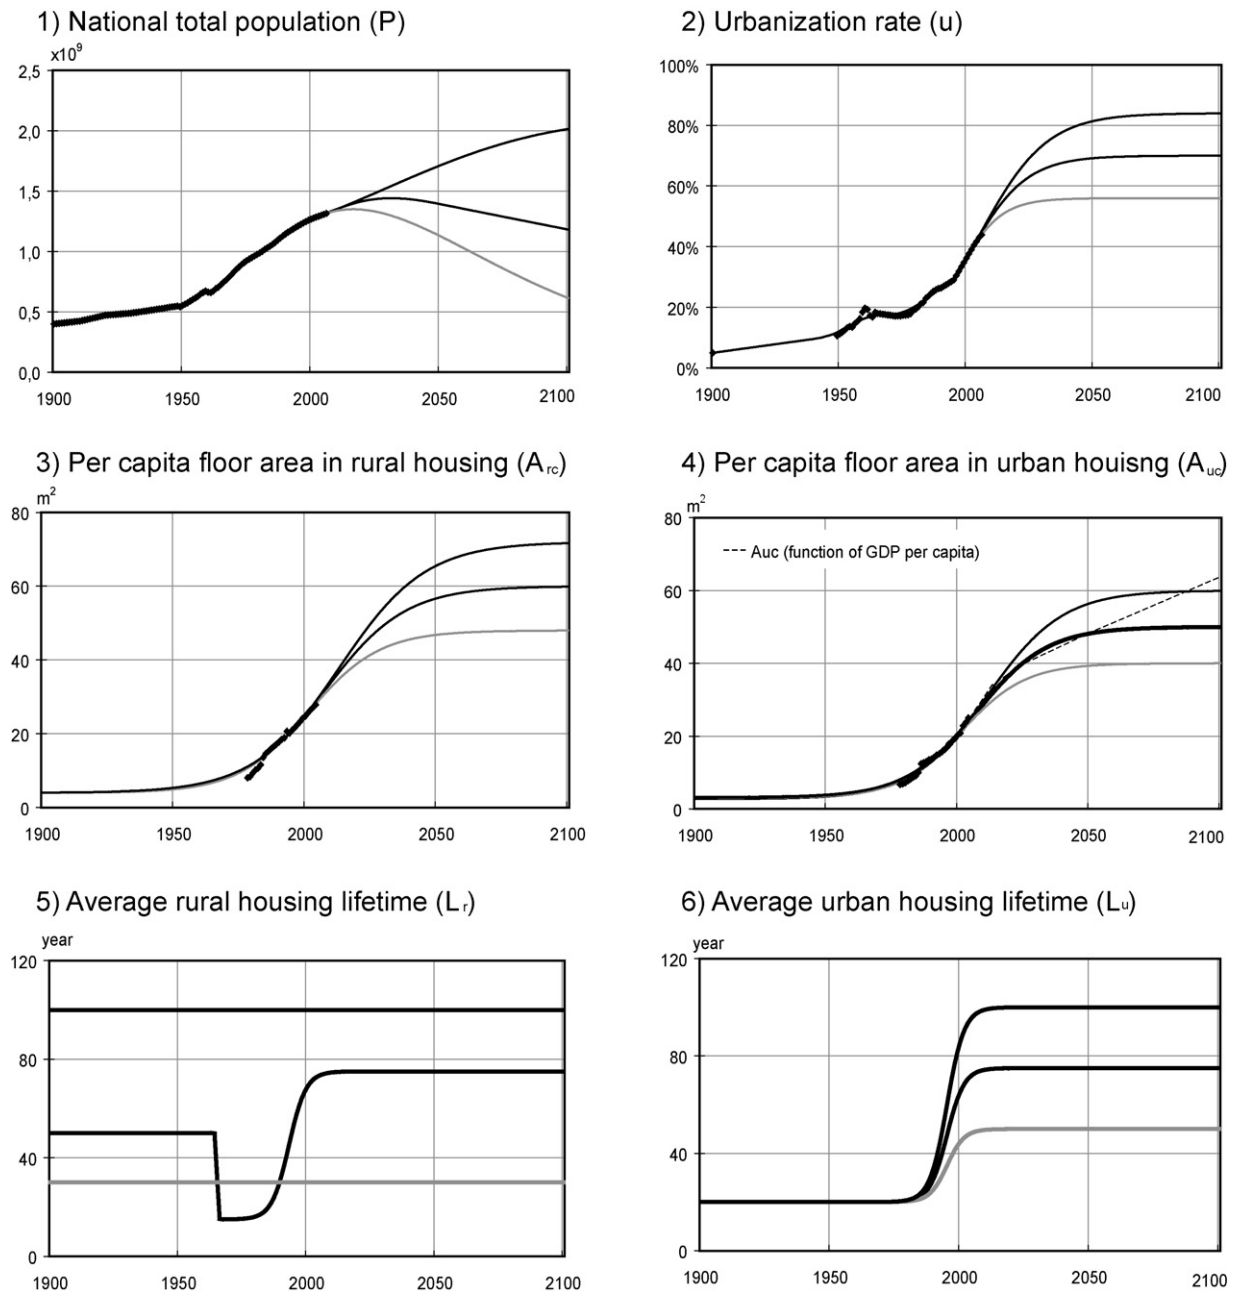 1) National total population (P)
x10⁹
2,5
2,0
1,5
1,0
0,5
0,0
1900 1950 2000 2050 2100
2) Urbanization rate (u)
100%
80%
60%
40%
20%
0%
1900 1950 2000 2050 2100
3) Per capita floor area in rural housing (A rc)
m²
80
60
40
20
0
1900 1950 2000 2050 2100
4) Per capita floor area in urban houisng (A uc)
m²
80
--- Auc (function of GDP per capita)
60
40
20
0
1900 1950 2000 2050 2100
5) Average rural housing lifetime (L r)
year
120
80
40
0
1900 1950 2000 2050 2100
6) Average urban housing lifetime (L u)
year
120
80
40
0
1900 1950 2000 2050 2100